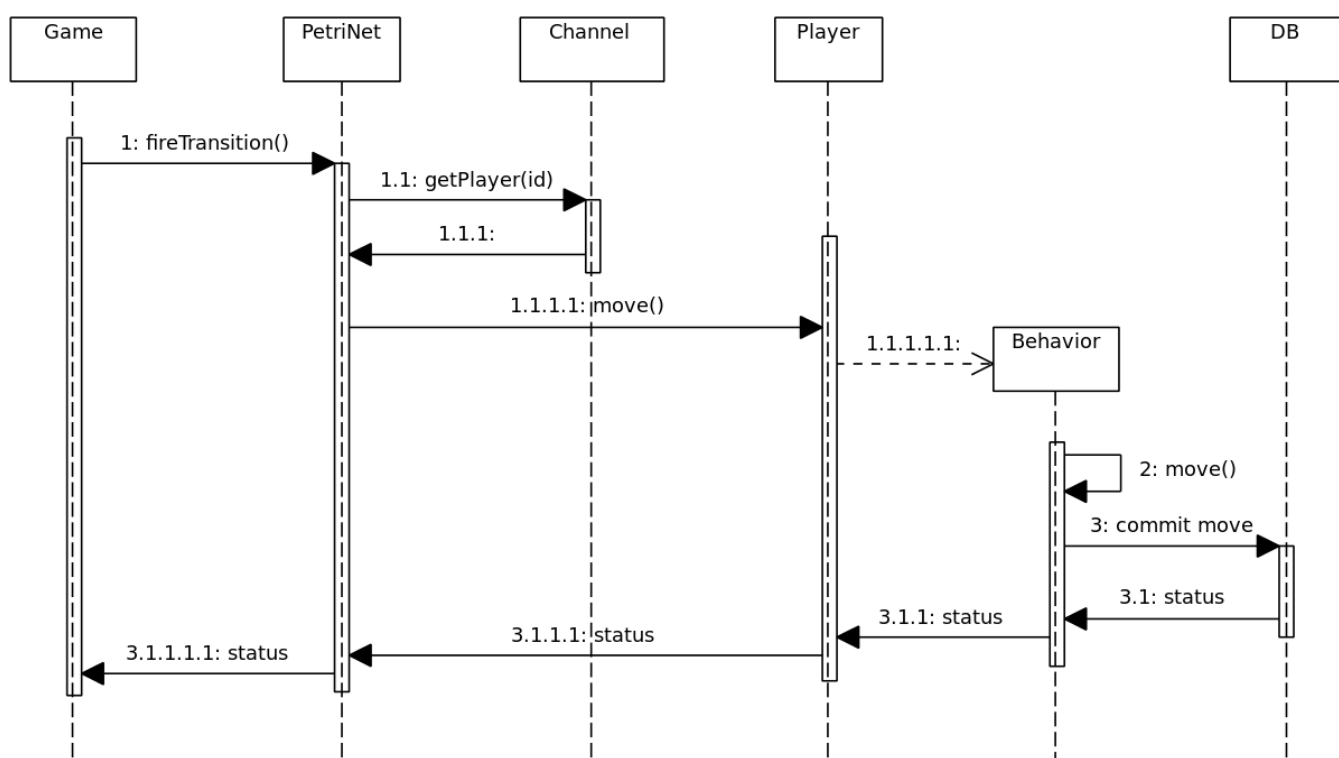 Game
PetriNet
Channel
Player
DB
1: fireTransition()
1.1: getPlayer(id)
1.1.1:
1.1.1.1: move()
1.1.1.1.1:
Behavior
2: move()
3: commit move
3.1: status
3.1.1: status
3.1.1.1: status
3.1.1.1.1: status